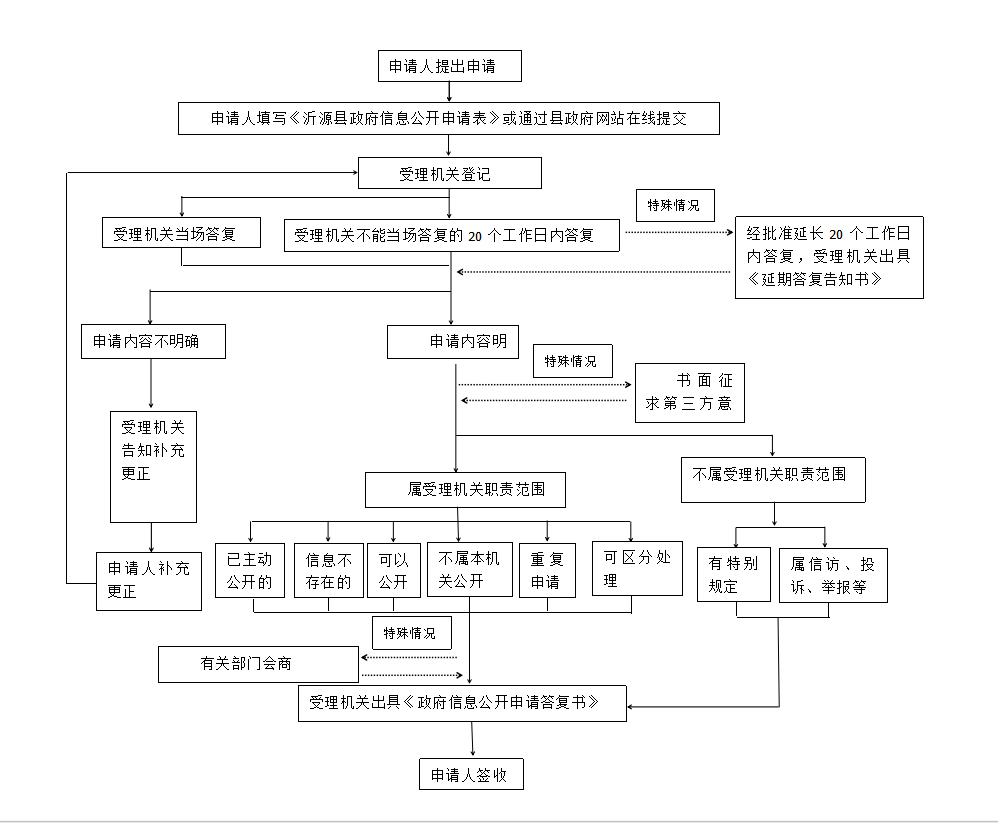 申请人提出申请
申请人填写《沂源县政府信息公开申请表》或通过县政府网站在线提交
受理机关登记
特殊情况
受理机关当场答复
受理机关不能当场答复的 20 个工作日内答复
经批准延长 20 个工作日
内答复，受理机关出具
《延期答复告知书》
申请内容不明确
申请内容明
特殊情况
书面征
求第三方意
受理机关
告知补充
更正
属受理机关职责范围
不属受理机关职责范围
申请人补充
更正
已主动
公开的
信息不
存在的
可以
公开
不属本机
关公开
重复
申请
可区分处
理
有特别
规定
属信访、投
诉、举报等
特殊情况
有关部门会商
受理机关出具《政府信息公开申请答复书》
申请人签收